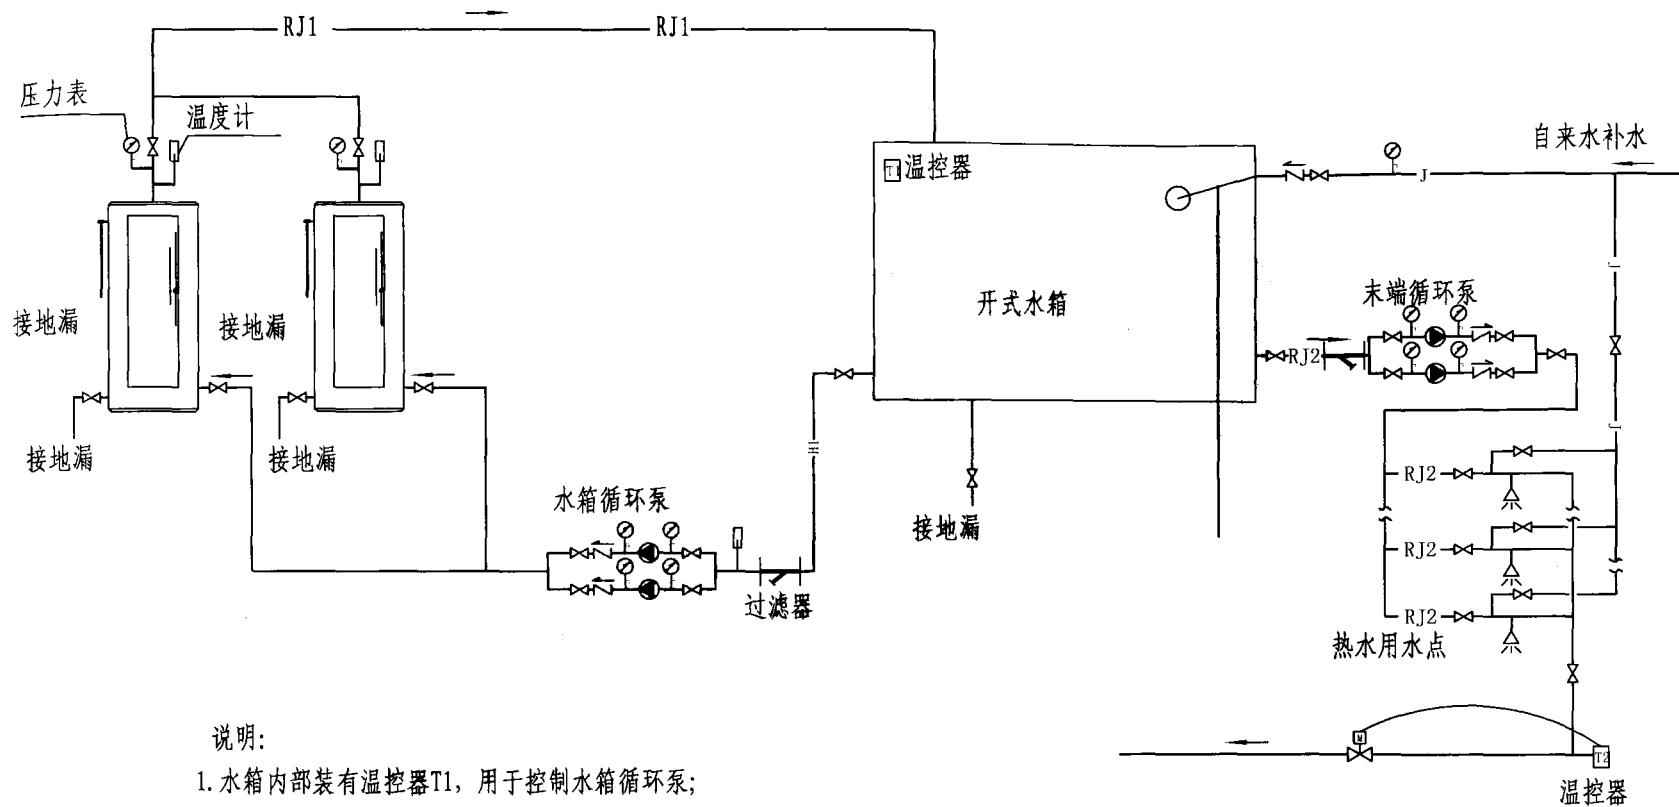 RJ1 RJ1
压力表
温度计
自来水补水
T1 温控器
J
J
末端循环泵
开式水箱
接地漏 接地漏
RJ2
J
接地漏 接地漏
RJ2
水箱循环泵
接地漏
RJ2
过滤器
RJ2
热水用水点
说明:
M
T2
1.水箱内部装有温控器T1，用于控制水箱循环泵;
温控器